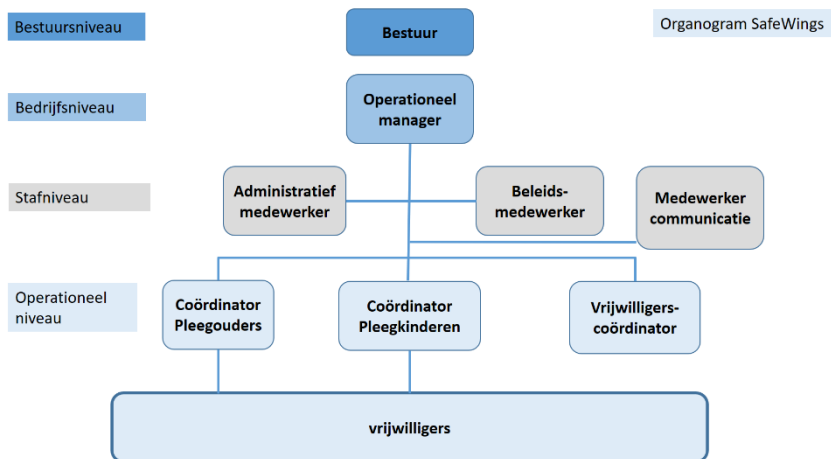 Bestuursniveau
Bestuur
Organogram SafeWings
Bedrijfsniveau
Operationeel
manager
Stafniveau
Administratief
medewerker
Beleids-
medewerker
Medewerker
communicatie
Operationeel
niveau
Coördinator
Pleegouders
Coördinator
Pleegkinderen
Vrijwilligers-
coördinator
vrijwilligers